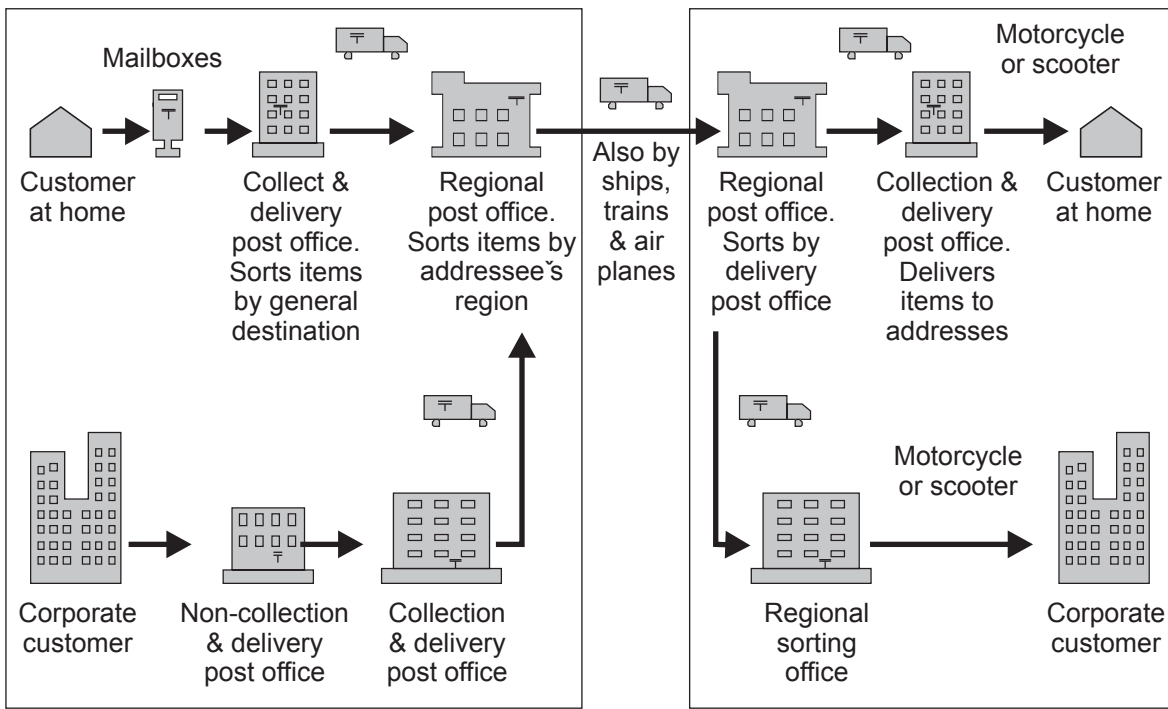 Mailboxes
Customer
at home
Collect &
delivery
post office.
Sorts items
by general
destination
Regional
post office.
Sorts items by
addresseeˇs
region
Also by
ships,
trains
& air
planes
Regional
post office.
Sorts by
delivery
post office
Collection &
delivery
post office.
Delivers
items to
addresses
Motorcycle
or scooter
Customer
at home
Corporate
customer
Non-collection
& delivery
post office
Collection
& delivery
post office
Regional
sorting
office
Motorcycle
or scooter
Corporate
customer